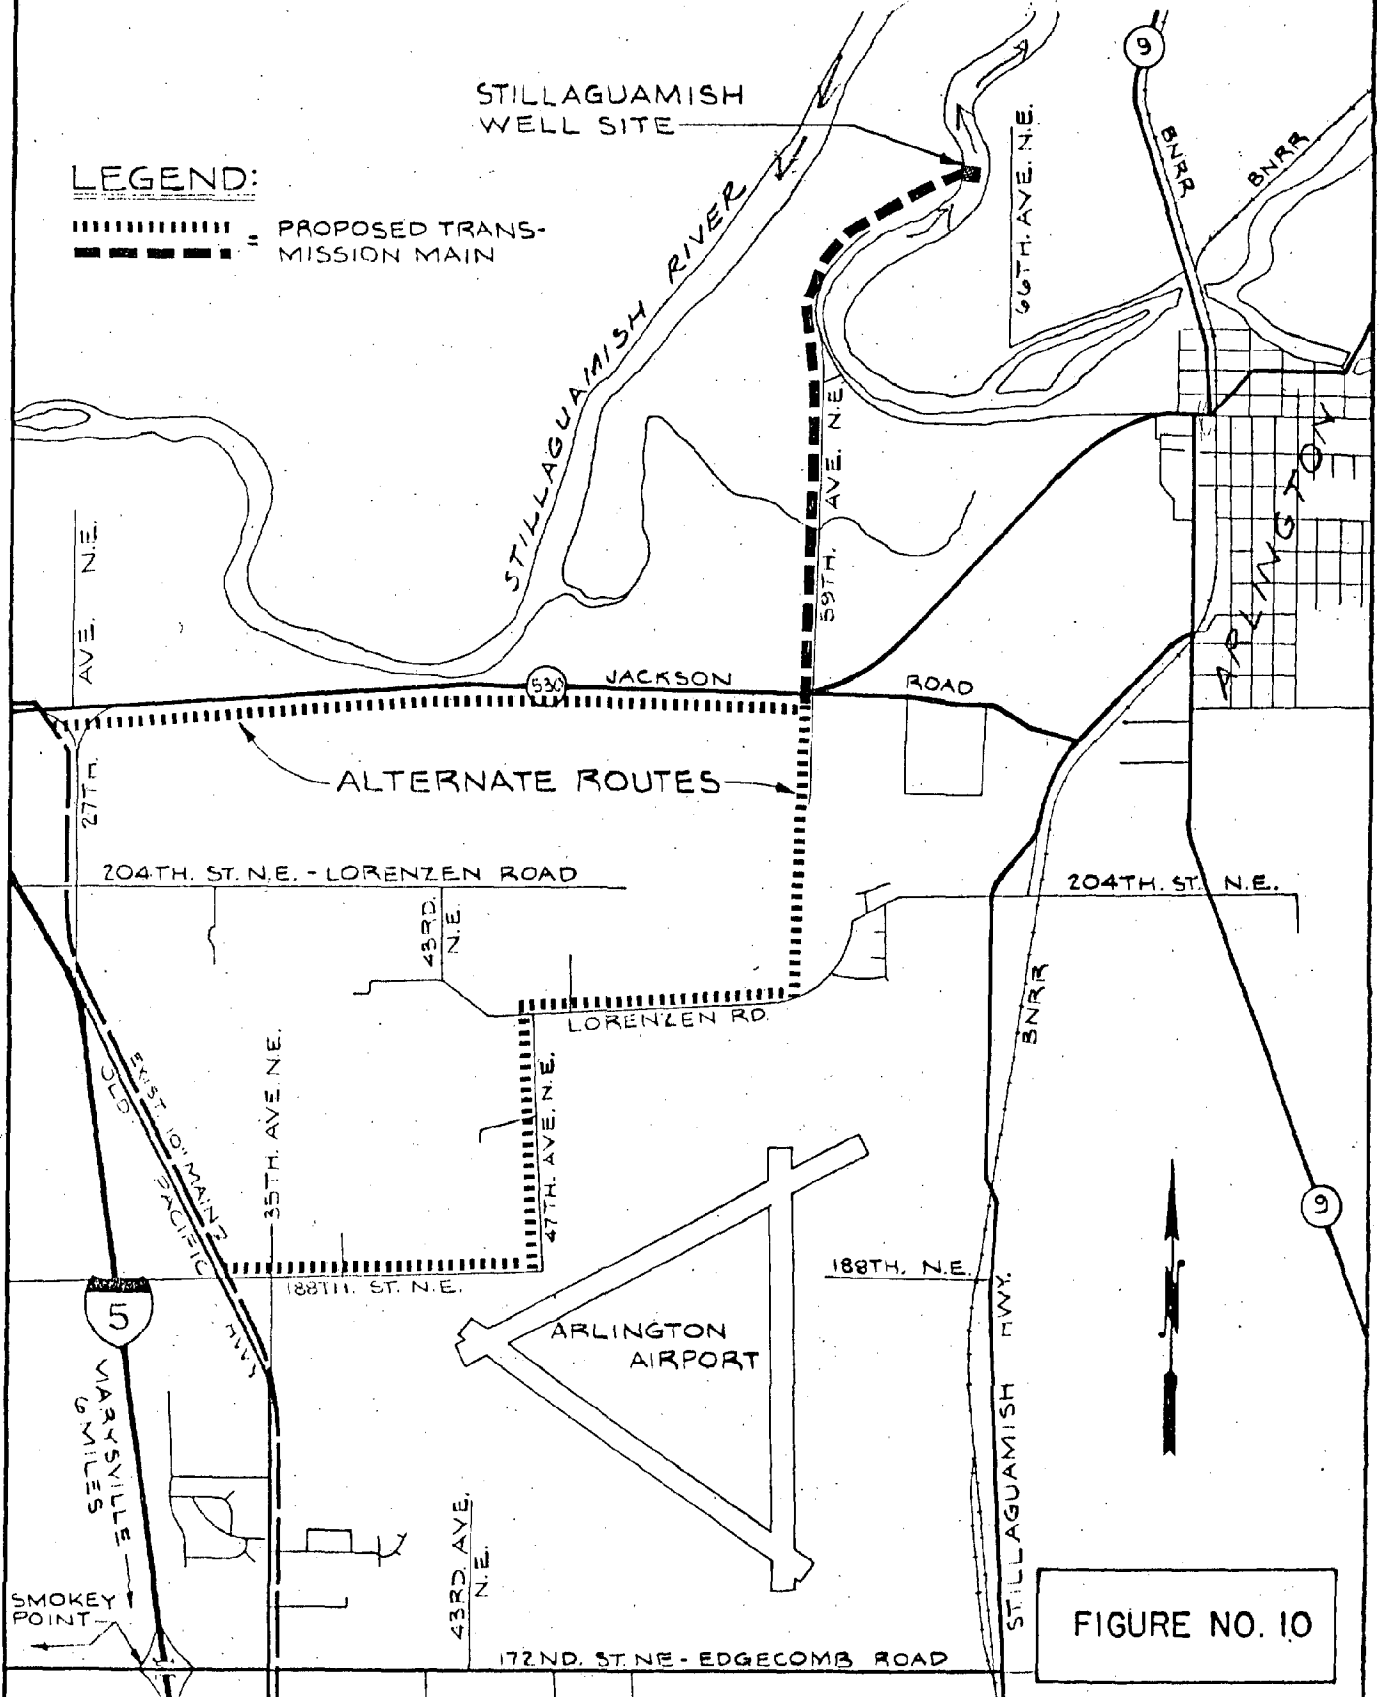 STILLAGUAMISH
WELL SITE
9
LEGEND:
= PROPOSED TRANS-
MISSION MAIN
STILLAGUAMISH RIVER
66TH. AVE. N.E.
BNRR
BNRR
59TH. AVE. N.E.
ARLINGTON
27TH. AVE. N.E.
530
JACKSON ROAD
ALTERNATE ROUTES
204TH. ST. N.E. - LORENZEN ROAD
204TH. ST. N.E.
43RD. N.E.
LORENZEN RD.
BNRR
35TH. AVE. N.E.
47TH. AVE. N.E.
EXIST. 10" MAIN
OLD PACIFIC HWY.
188TH. ST. N.E.
188TH. N.E.
5
9
ARLINGTON
AIRPORT
MARYSVILLE
6 MILES
STILLAGUAMISH HWY.
43RD. AVE.
N.E.
SMOKEY
POINT
172ND. ST. NE - EDGECOMB ROAD
FIGURE NO. 10